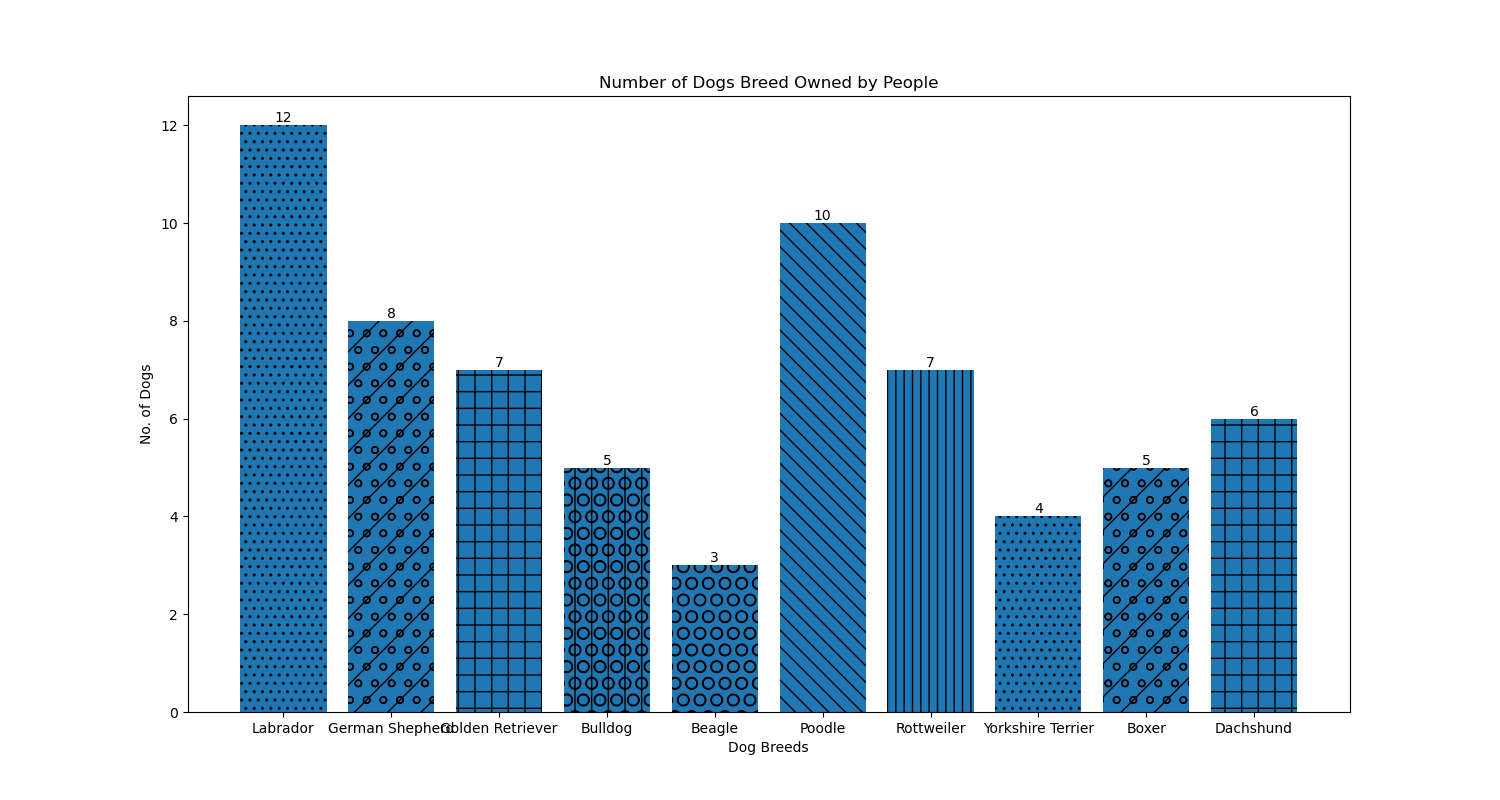 Number of Dogs Breed Owned by People
12
10
8
6
4
2
0
No. of Dogs
12
8
7
5
3
10
7
4
5
6
Labrador
German Shepherd
Golden Retriever
Bulldog
Beagle
Poodle
Rottweiler
Yorkshire Terrier
Boxer
Dachshund
Dog Breeds